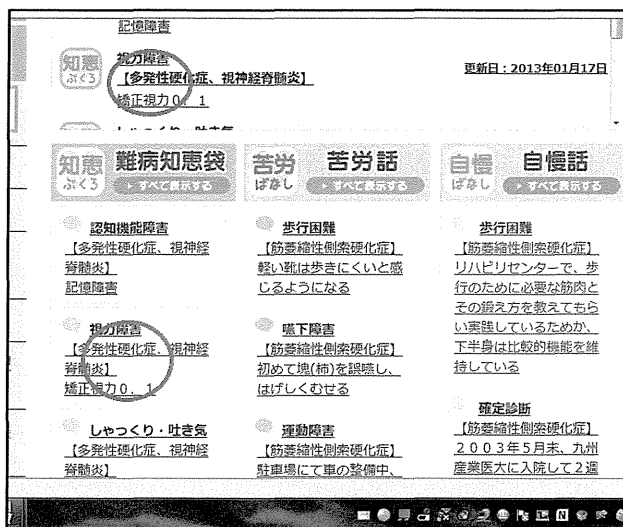 記憶障害
知恵
ぶくろ
視力障害
【多発性硬化症、視神経脊髄炎】
矯正視力0．1
更新日：2013年01月17日
しゃっくり・吐き気
知恵
ぶくろ
難病知恵袋
すべて表示する
認知機能障害
【多発性硬化症、視神経
脊髄炎】
記憶障害
視力障害
【多発性硬化症、視神経
脊髄炎】
矯正視力0．1
しゃっくり・吐き気
【多発性硬化症、視神経
脊髄炎】
苦労
ばなし
苦労話
すべて表示する
歩行困難
【筋萎縮性側索硬化症】
軽い靴は歩きにくいと感
じるようになる
嚥下障害
【筋萎縮性側索硬化症】
初めて塊(柿)を誤嚥し、
はげしくむせる
運動障害
【筋萎縮性側索硬化症】
駐車場にて車の整備中、
自慢
ばなし
自慢話
すべて表示する
歩行困難
【筋萎縮性側索硬化症】
リハビリセンターで、歩
行のために必要な筋肉と
その鍛え方を教えてもら
い実践しているためか、
下半身は比較的機能を維
持している
確定診断
【筋萎縮性側索硬化症】
２００３年５月末、九州
産業医大に入院して２週